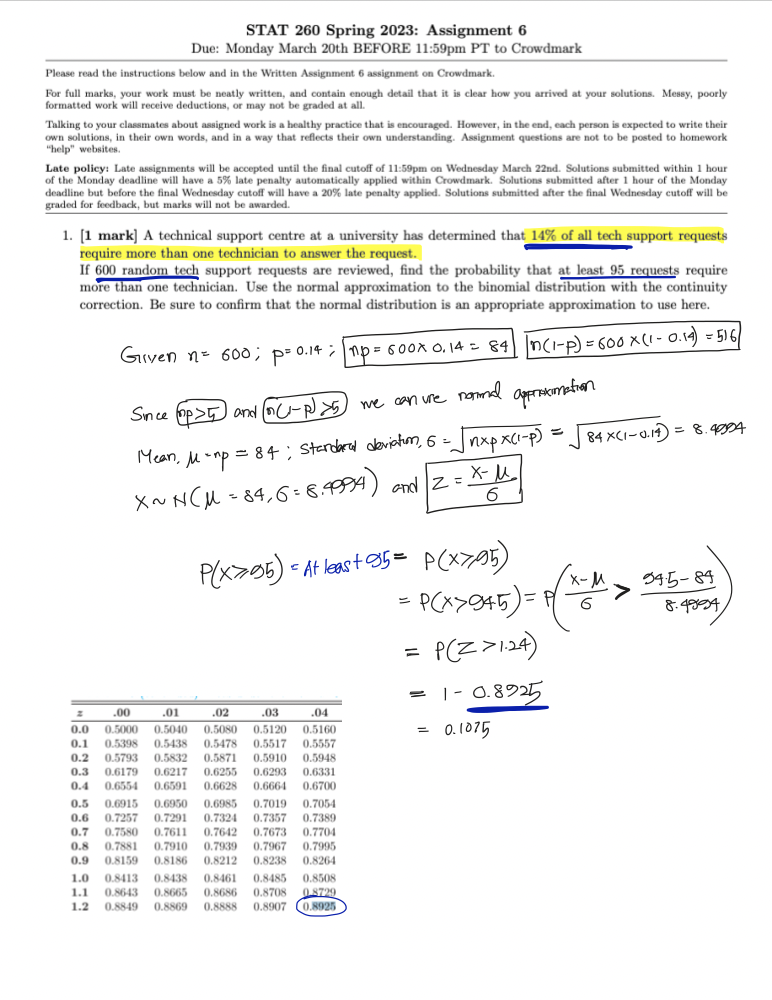 STAT 260 Spring 2023: Assignment 6
Due: Monday March 20th BEFORE 11:59pm PT to Crowdmark
Please read the instructions below and in the Written Assignment 6 assignment on Crowdmark.
For full marks, your work must be neatly written, and contain enough detail that it is clear how you arrived at your solutions. Messy, poorly
formatted work will receive deductions, or may not be graded at all.
Talking to your classmates about assigned work is a healthy practice that is encouraged. However, in the end, each person is expected to write their
own solutions, in their own words, and in a way that reflects their own understanding. Assignment questions are not to be posted to homework
"help" websites.
Late policy: Late assignments will be accepted until the final cutoff of 11:59pm on Wednesday March 22nd. Solutions submitted within 1 hour
of the Monday deadline will have a 5% late penalty automatically applied within Crowdmark. Solutions submitted after 1 hour of the Monday
deadline but before the final Wednesday cutoff will have a 20% late penalty applied. Solutions submitted after the final Wednesday cutoff will be
graded for feedback, but marks will not be awarded.
1. [1 mark] A technical support centre at a university has determined that 14% of all tech support requests
require more than one technician to answer the request.
If 600 random tech support requests are reviewed, find the probability that at least 95 requests require
more than one technician. Use the normal approximation to the binomial distribution with the continuity
correction. Be sure to confirm that the normal distribution is an appropriate approximation to use here.
Given n = 600 ; p = 0.14 ; np = 600 × 0.14 = 84 n(1-p) = 600 × (1 - 0.14) = 516
Since np>5 and n(1-p)>5 we can use normal approximation
Mean, μ = np = 84 ; Standard deviation, σ = √n×p×(1-p) = √84×(1-0.14) = 8.4994
X ~ N(μ = 84, σ = 8.4994) and Z = (X-μ)/σ
P(X≥95) = At least 95 = P(X≥95)
= P(X>94.5) = P((X-μ)/σ > (94.5-84)/8.4994)
= P(Z>1.24)
= 1 - 0.8925
= 0.1075
z .00 .01 .02 .03 .04
0.0 0.5000 0.5040 0.5080 0.5120 0.5160
0.1 0.5398 0.5438 0.5478 0.5517 0.5557
0.2 0.5793 0.5832 0.5871 0.5910 0.5948
0.3 0.6179 0.6217 0.6255 0.6293 0.6331
0.4 0.6554 0.6591 0.6628 0.6664 0.6700
0.5 0.6915 0.6950 0.6985 0.7019 0.7054
0.6 0.7257 0.7291 0.7324 0.7357 0.7389
0.7 0.7580 0.7611 0.7642 0.7673 0.7704
0.8 0.7881 0.7910 0.7939 0.7967 0.7995
0.9 0.8159 0.8186 0.8212 0.8238 0.8264
1.0 0.8413 0.8438 0.8461 0.8485 0.8508
1.1 0.8643 0.8665 0.8686 0.8708 0.8729
1.2 0.8849 0.8869 0.8888 0.8907 0.8925